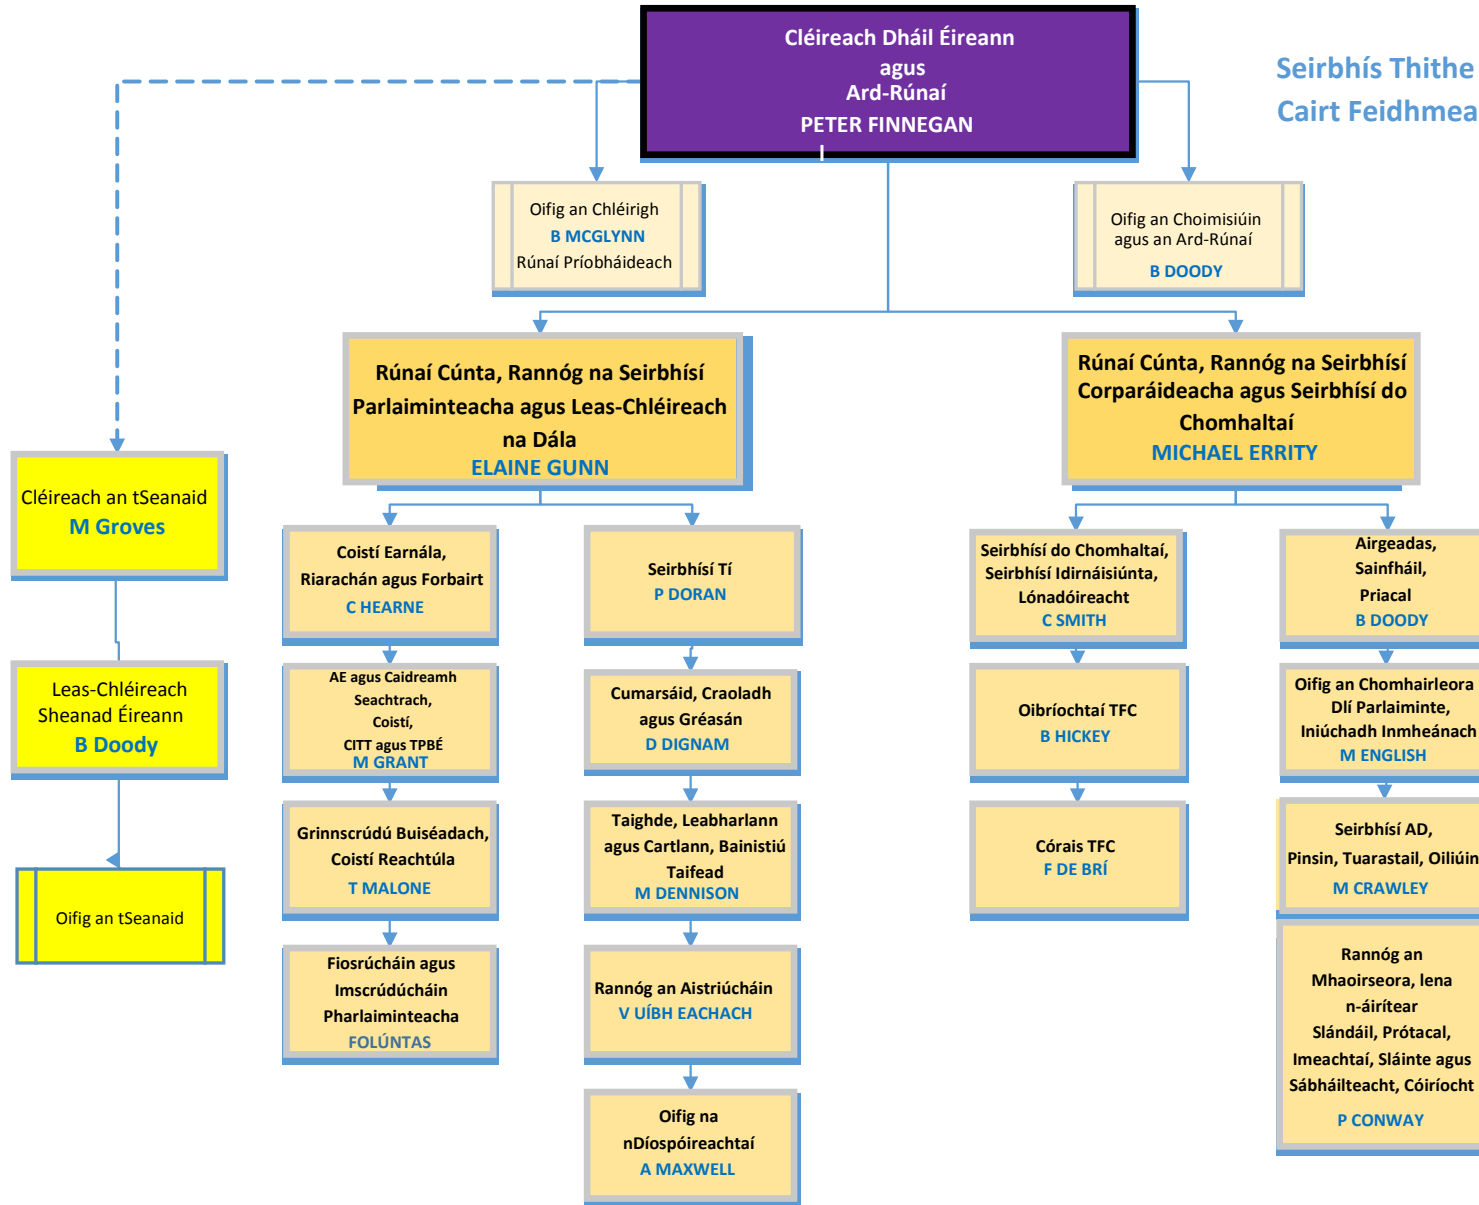 Cléireach Dháil Éireann
agus
Ard-Rúnaí
PETER FINNEGAN
Seirbhís Thithe
Cairt Feidhmea
Oifig an Chléirigh
B MCGLYNN
Rúnaí Príobháideach
Oifig an Choimisiúin
agus an Ard-Rúnaí
B DOODY
Rúnaí Cúnta, Rannóg na Seirbhísí
Parlaiminteacha agus Leas-Chléireach
na Dála
ELAINE GUNN
Rúnaí Cúnta, Rannóg na Seirbhísí
Corparáideacha agus Seirbhísí do
Chomhaltaí
MICHAEL ERRITY
Cléireach an tSeanaid
M Groves
Leas-Chléireach
Sheanad Éireann
B Doody
Oifig an tSeanaid
Coistí Earnála,
Riarachán agus Forbairt
C HEARNE
AE agus Caidreamh
Seachtrach,
Coistí,
CITT agus TPBÉ
M GRANT
Grinnscrúdú Buiséadach,
Coistí Reachtúla
T MALONE
Fiosrúcháin agus
Imscrúdúcháin
Pharlaiminteacha
FOLÚNTAS
Seirbhísí Tí
P DORAN
Cumarsáid, Craoladh
agus Gréasán
D DIGNAM
Taighde, Leabharlann
agus Cartlann, Bainistiú
Taifead
M DENNISON
Rannóg an Aistriúcháin
V UÍBH EACHACH
Oifig na
nDíospóireachtaí
A MAXWELL
Seirbhísí do Chomhaltaí,
Seirbhísí Idirnáisiúnta,
Lónadóireacht
C SMITH
Oibríochtaí TFC
B HICKEY
Córais TFC
F DE BRÍ
Airgeadas,
Sainfháil,
Priacal
B DOODY
Oifig an Chomhairleora
Dlí Parlaiminte,
Iniúchadh Inmheánach
M ENGLISH
Seirbhísí AD,
Pinsin, Tuarastail, Oiliúin
M CRAWLEY
Rannóg an
Mhaoirseora, lena
n-áirítear
Slándáil, Prótacal,
Imeachtaí, Sláinte agus
Sábháilteacht, Cóiríocht
P CONWAY